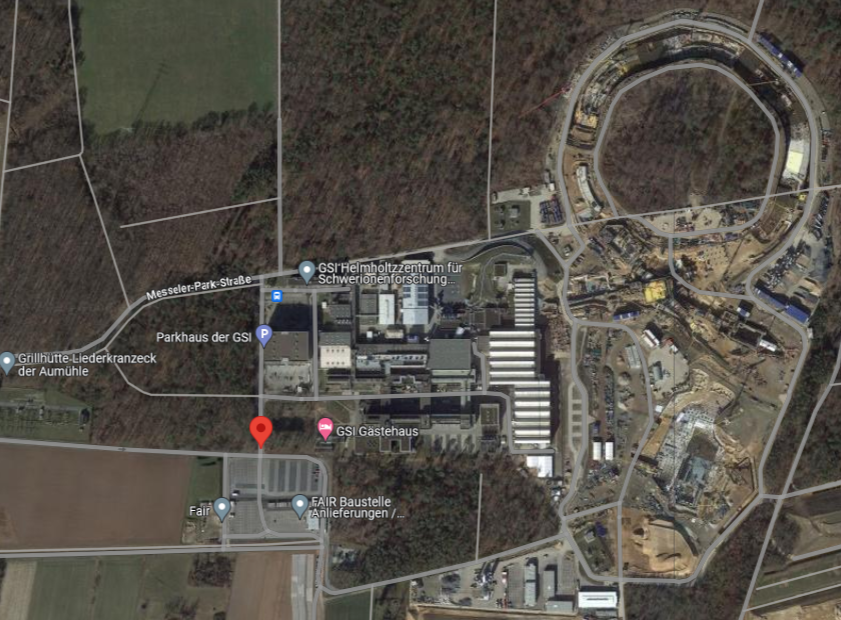 GSI Helmholtzzentrum für
Schwerionenforschung...
Messeler-Park-Straße
Parkhaus der GSI
P
Grillhütte-Liederkranzeck
der Aumühle
GSI Gästehaus
FAIR Baustelle
Anlieferungen /...
Fair